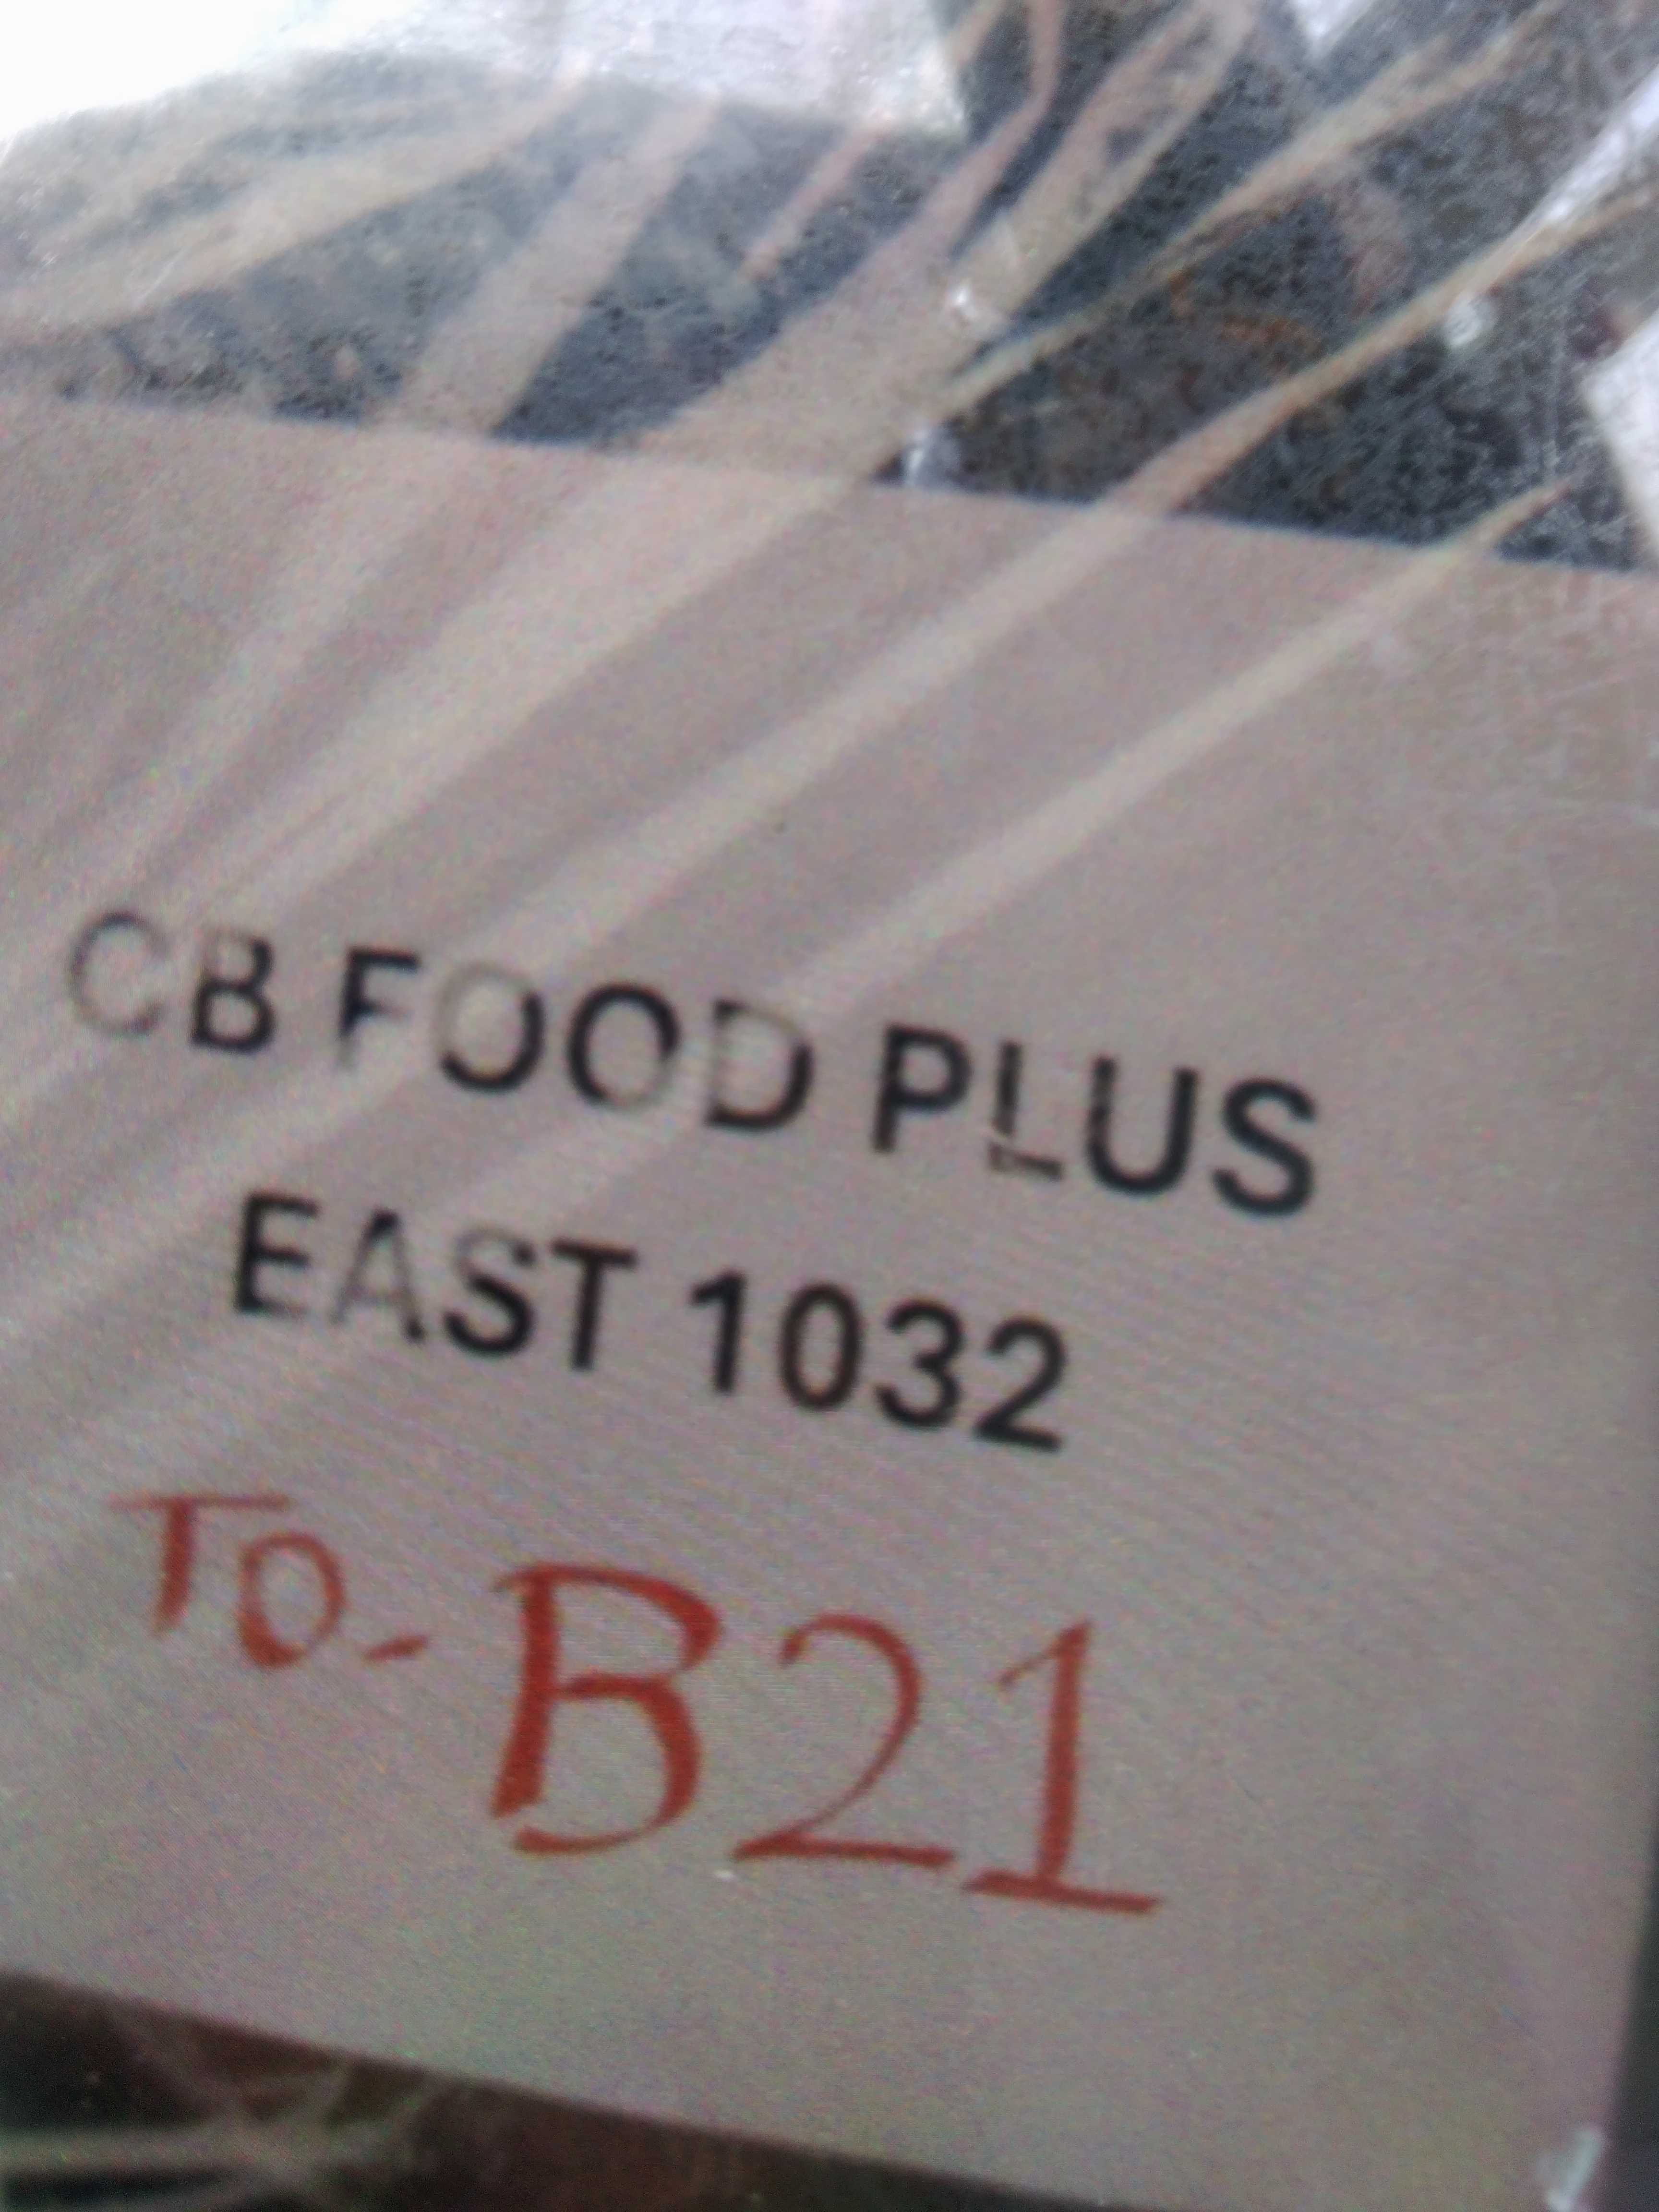 CB FOOD PLUS
EAST 1032
To- B21